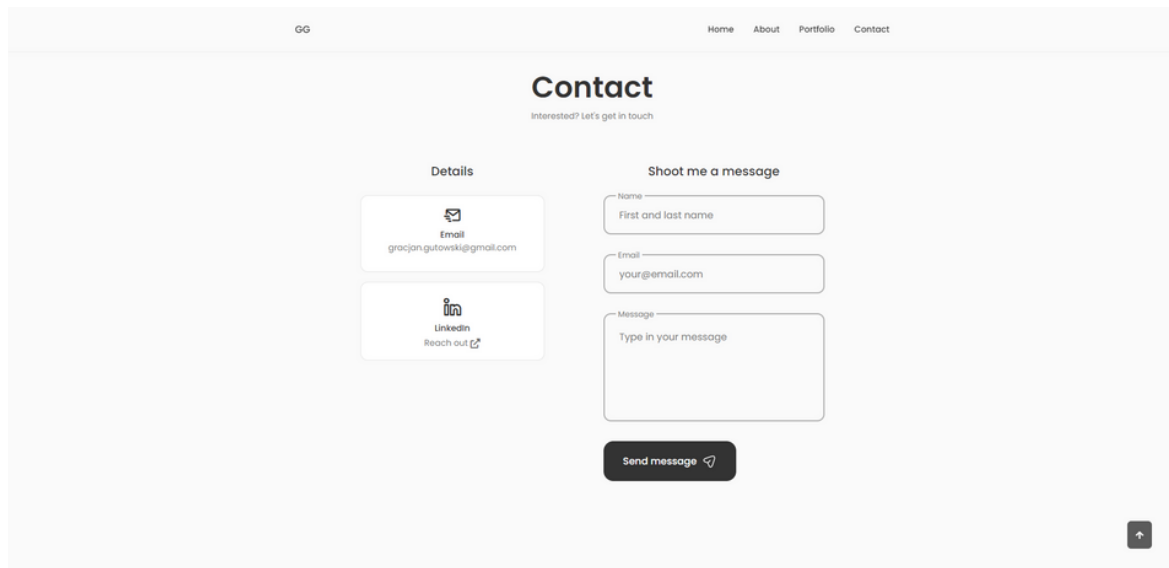 GG
Home About Portfolio Contact
Contact
Interested? Let's get in touch
Details
Email
gracjan.gutowski@gmail.com
LinkedIn
Reach out
Shoot me a message
Name
First and last name
Email
your@email.com
Message
Type in your message
Send message